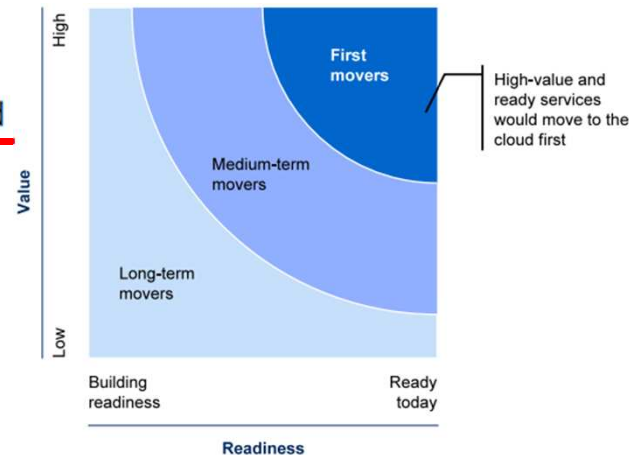 High
First
movers
High-value and
ready services
would move to the
cloud first
Medium-term
movers
Value
Long-term
movers
Low
Building
readiness
Ready
today
Readiness